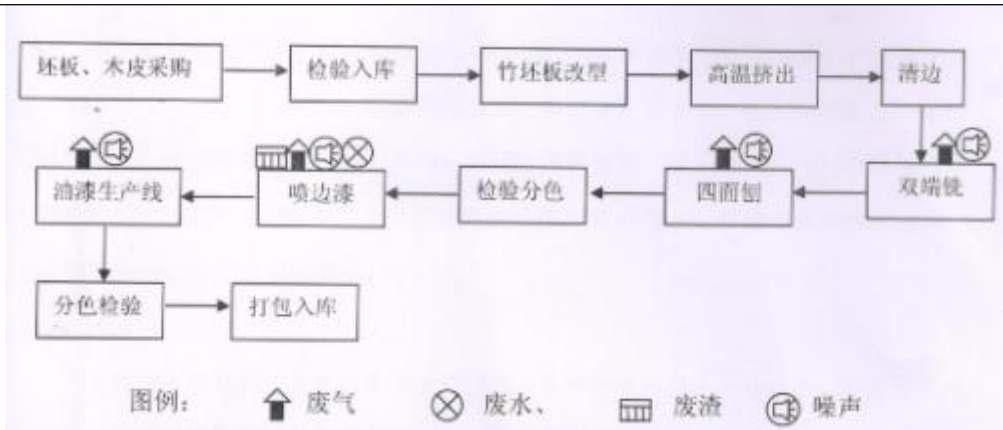 坯板、木皮采购
检验入库
竹坯板改型
高温挤出
清边
双端铣
四面刨
检验分色
喷边漆
油漆生产线
分色检验
打包入库
图例：
废气
废水、
废渣
噪声